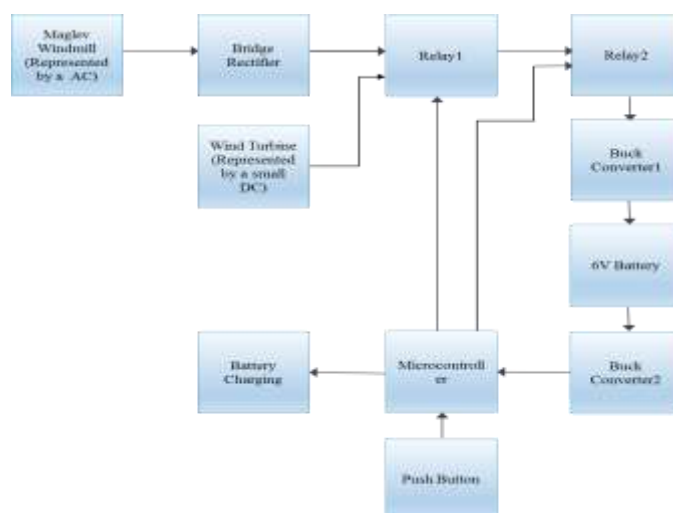 Maglev
Windmill
(Represented
by a AC)
Bridge
Rectifier
Relay1
Relay2
Wind Turbine
(Represented
by a small
DC)
Buck
Converter1
6V Battery
Battery
Charging
Microcontroll
er
Buck
Converter2
Push Button